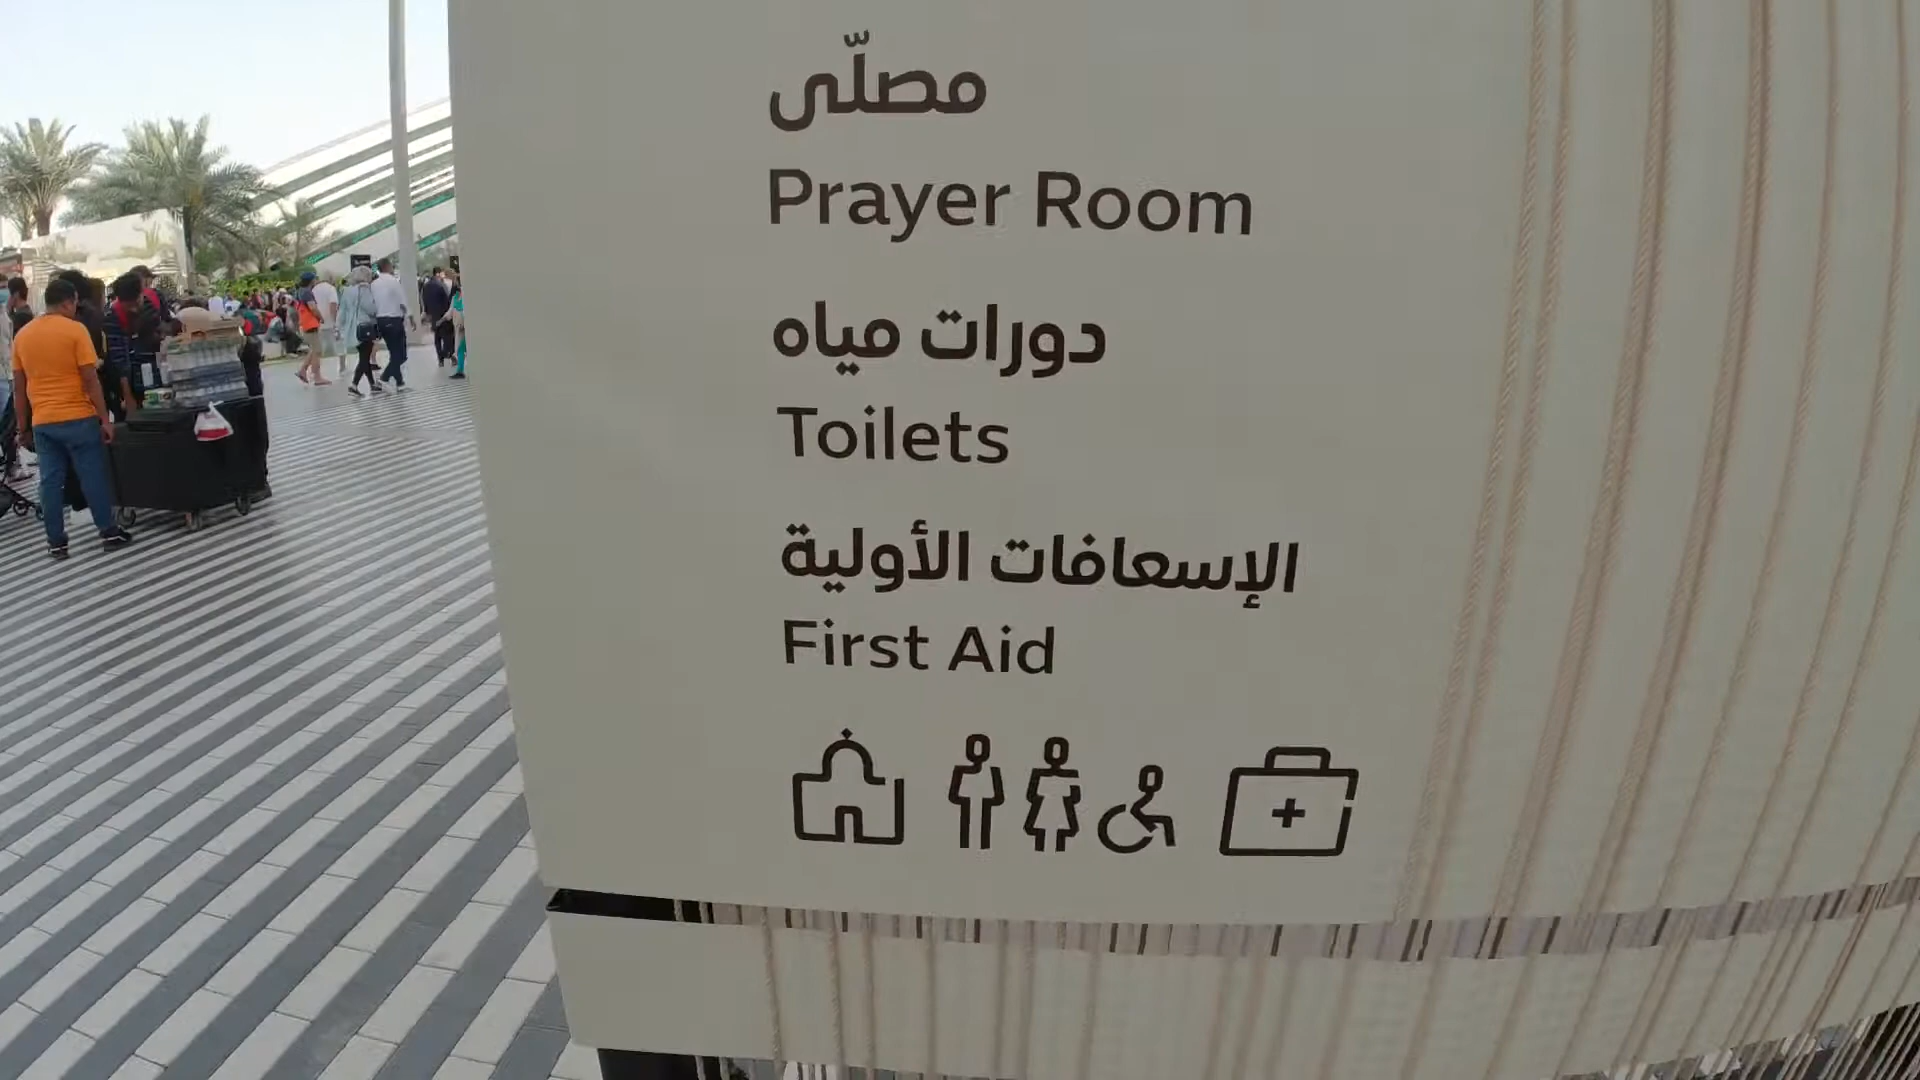 مصلّى
Prayer Room
دورات مياه
Toilets
الإسعافات الأولية
First Aid